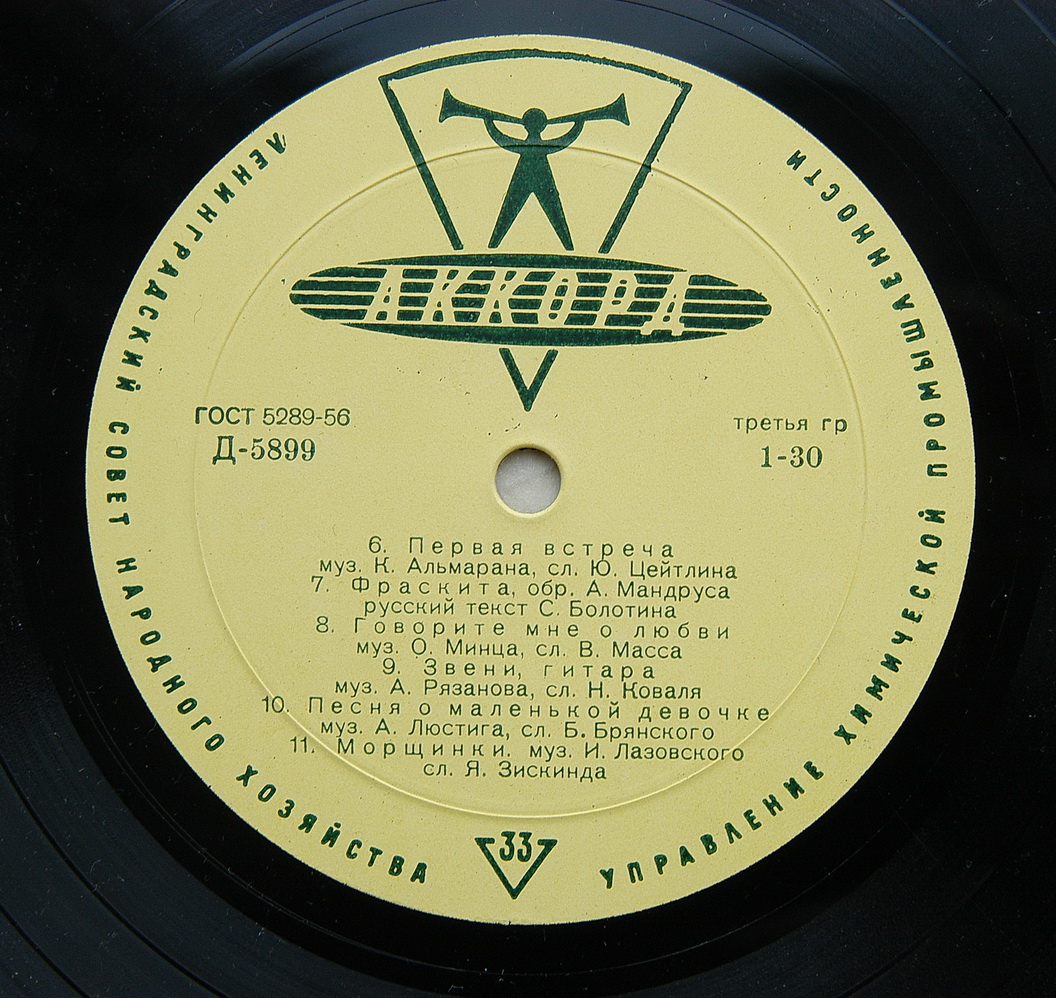 АККОРД
ЛЕНИНГРАДСКИЙ СОВЕТ НАРОДНОГО ХОЗЯЙСТВА
УПРАВЛЕНИЕ ХИМИЧЕСКОЙ ПРОМЫШЛЕННОСТИ
ГОСТ 5289-56
Д-5899
третья гр
1-30
6. Первая встреча
муз. К. Альмарана, сл. Ю. Цейтлина
7. Фраскита, обр. А. Мандруса
русский текст С. Болотина
8. Говорите мне о любви
муз. О. Минца, сл. В. Масса
9. Звени, гитара
муз. А. Рязанова, сл. Н. Коваля
10. Песня о маленькой девочке
муз. А. Люстига, сл. Б. Брянского
11. Морщинки. муз. И. Лазовского
сл. Я. Зискинда
33